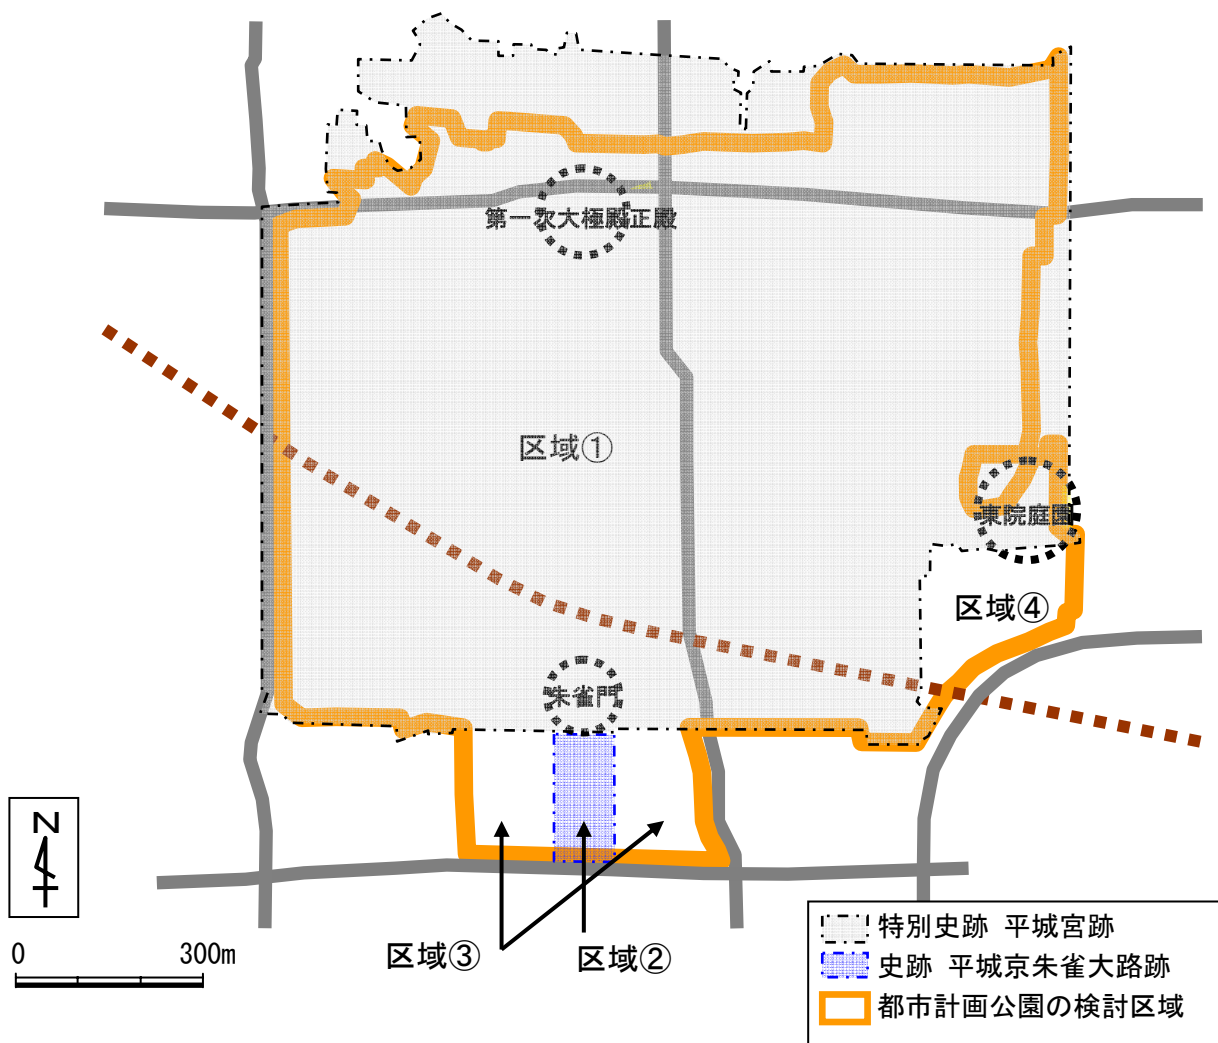 第一次大極殿正殿
区域①
東院庭園
区域④
朱雀門
N
0 300m
区域③
区域②
特別史跡 平城宮跡
史跡 平城京朱雀大路跡
都市計画公園の検討区域